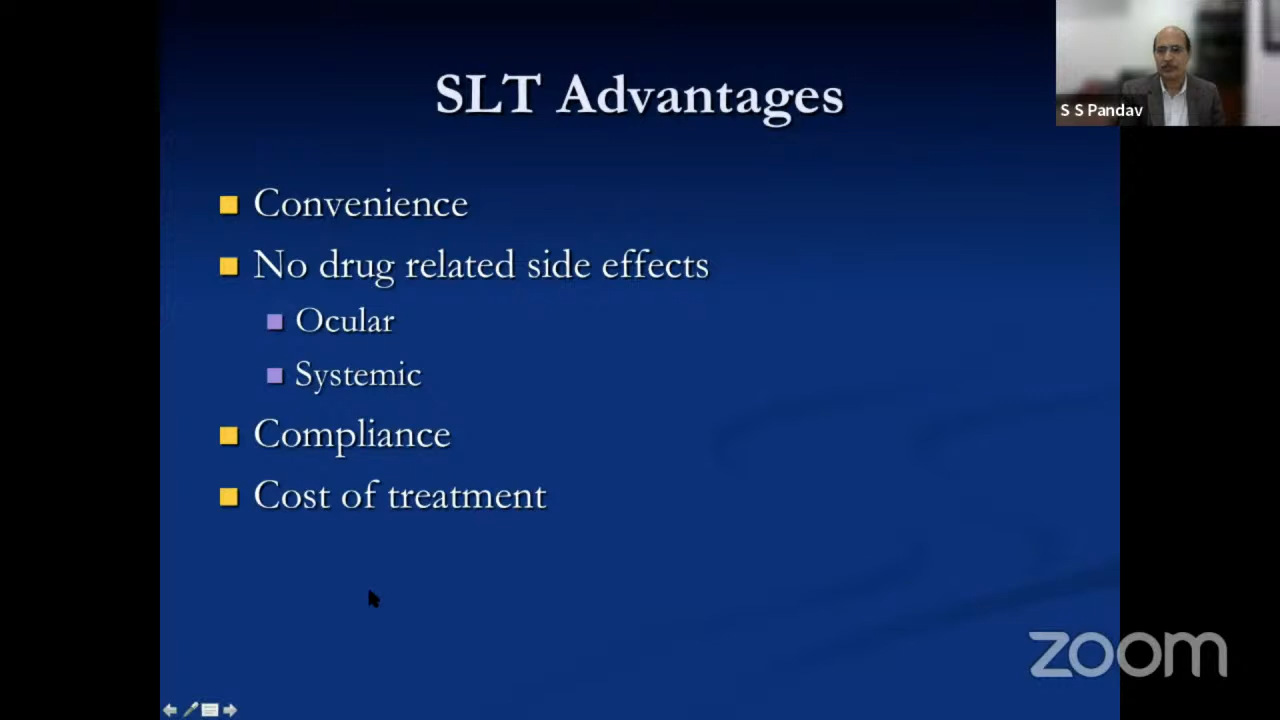 SLT Advantages
S S Pandav
Convenience
No drug related side effects
Ocular
Systemic
Compliance
Cost of treatment
zoom